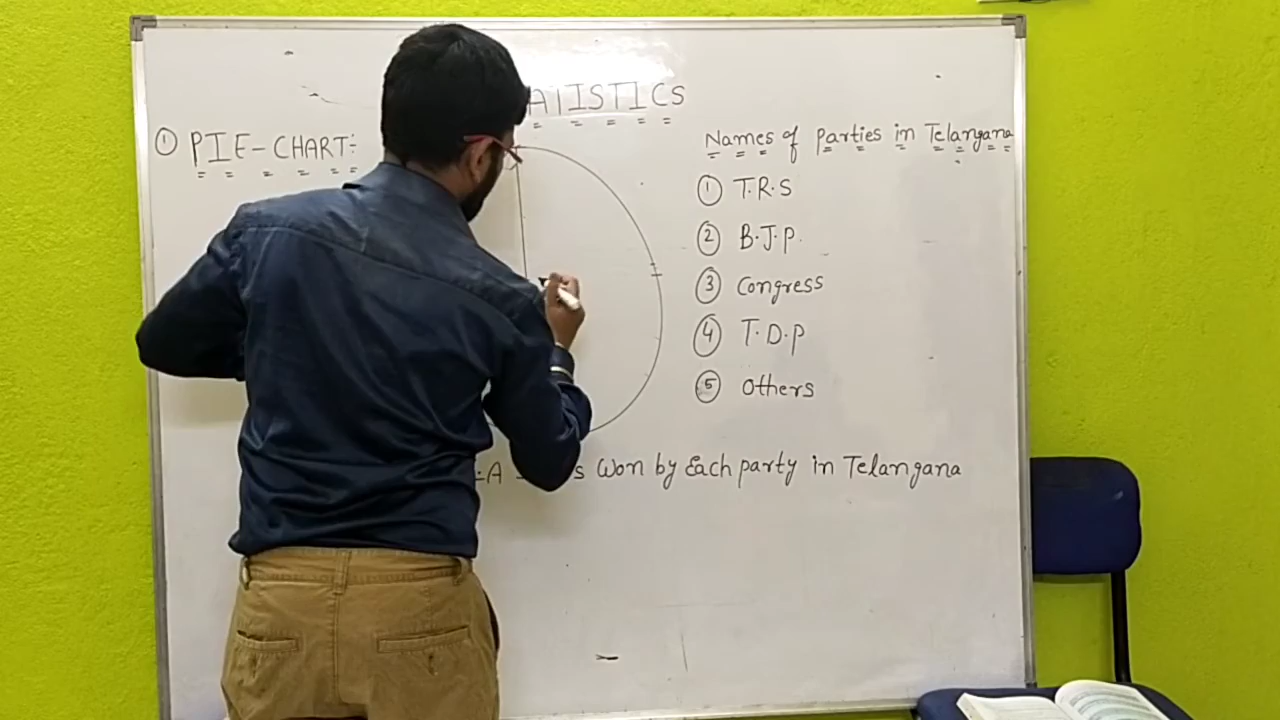 ATISTICS
① PIE-CHART:
Names of parties in Telangana
① T.R.S
② B.J.P.
③ Congress
④ T.D.P
⑤ Others
.A s won by Each party in Telangana